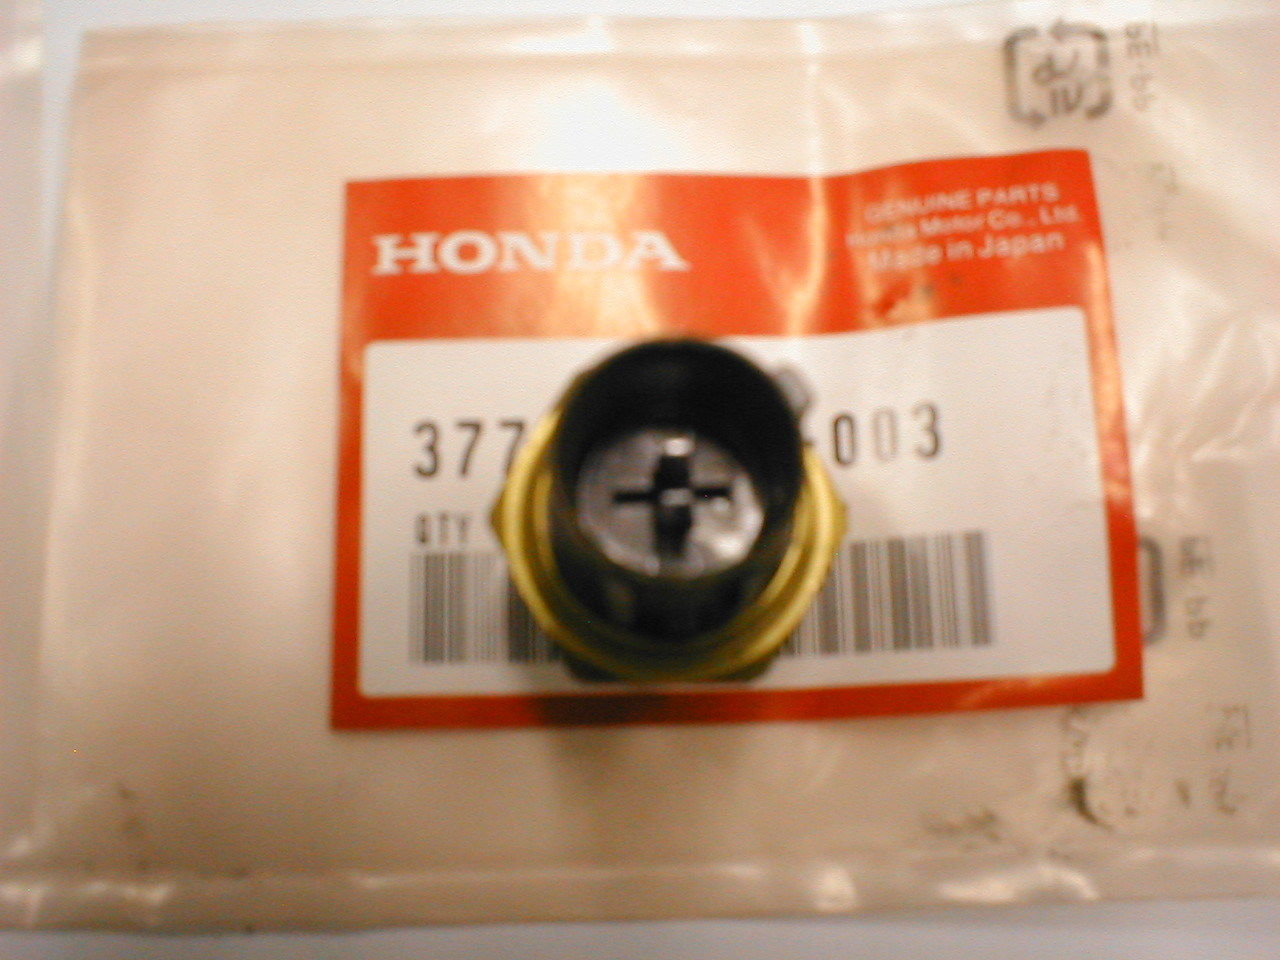 HONDA
GENUINE PARTS
Honda Motor Co., Ltd.
Made in Japan
377 -003
QTY